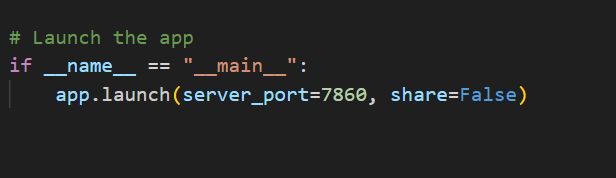 # Launch the app
if __name__ == "__main__":
    app.launch(server_port=7860, share=False)